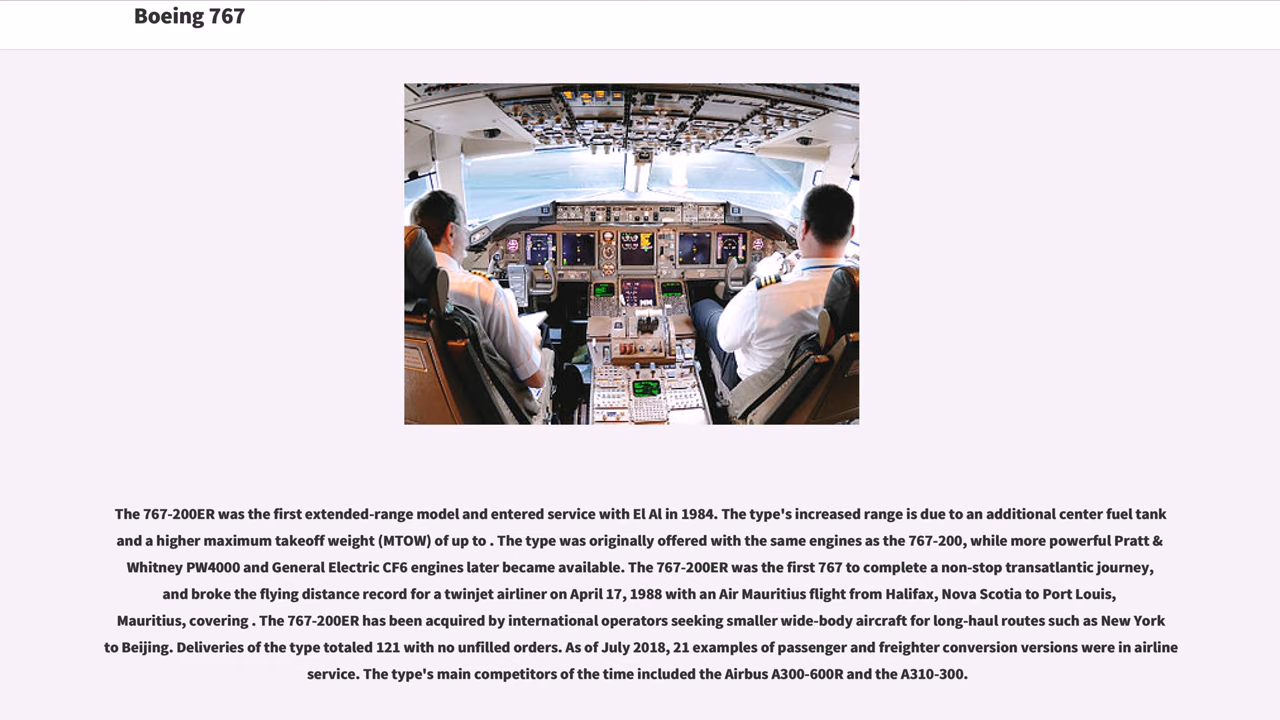 Boeing 767
The 767-200ER was the first extended-range model and entered service with El Al in 1984. The type's increased range is due to an additional center fuel tank
and a higher maximum takeoff weight (MTOW) of up to . The type was originally offered with the same engines as the 767-200, while more powerful Pratt &
Whitney PW4000 and General Electric CF6 engines later became available. The 767-200ER was the first 767 to complete a non-stop transatlantic journey,
and broke the flying distance record for a twinjet airliner on April 17, 1988 with an Air Mauritius flight from Halifax, Nova Scotia to Port Louis,
Mauritius, covering . The 767-200ER has been acquired by international operators seeking smaller wide-body aircraft for long-haul routes such as New York
to Beijing. Deliveries of the type totaled 121 with no unfilled orders. As of July 2018, 21 examples of passenger and freighter conversion versions were in airline
service. The type's main competitors of the time included the Airbus A300-600R and the A310-300.